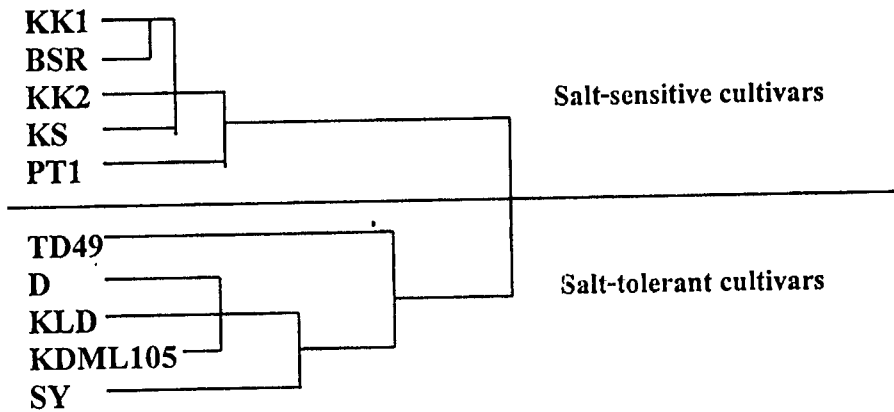 KK1
BSR
KK2
Salt-sensitive cultivars
KS
PT1
TD49
D
Salt-tolerant cultivars
KLD
KDML105
SY